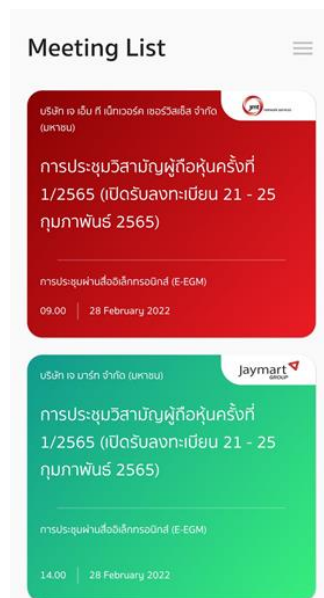 Meeting List
บริษัท เจ เอ็ม ที เน็ทเวอร์ค เซอร์วิสเซ็ส จำกัด
(มหาชน)
jmt
การประชุมวิสามัญผู้ถือหุ้นครั้งที่
1/2565 (เปิดรับลงทะเบียน 21 - 25
กุมภาพันธ์ 2565)
การประชุมผ่านสื่ออิเล็กทรอนิกส์ (E-EGM)
09.00 | 28 February 2022
บริษัท เจ มาร์ท จำกัด (มหาชน)
Jaymart
GROUP
การประชุมวิสามัญผู้ถือหุ้นครั้งที่
1/2565 (เปิดรับลงทะเบียน 21 - 25
กุมภาพันธ์ 2565)
การประชุมผ่านสื่ออิเล็กทรอนิกส์ (E-EGM)
14.00 | 28 February 2022